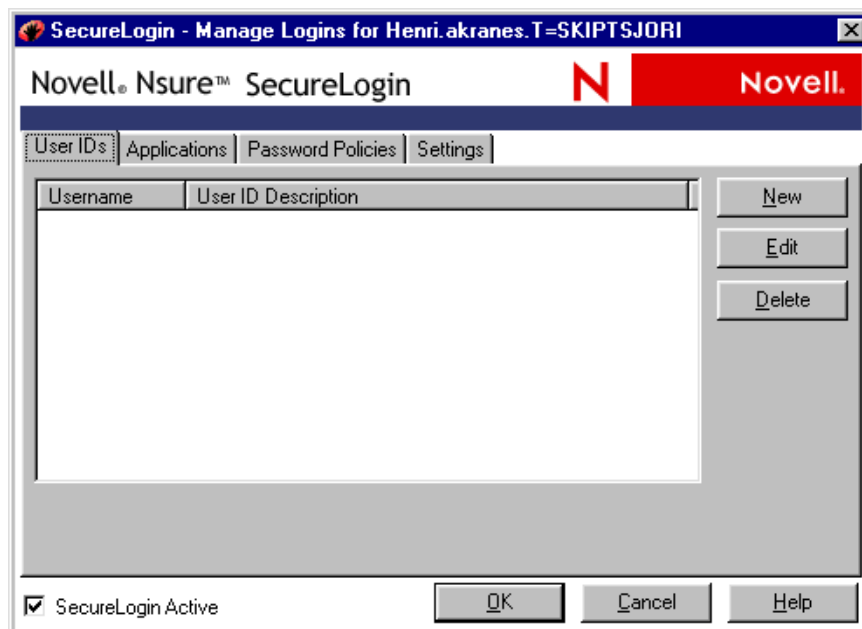 SecureLogin - Manage Logins for Henri.akranes.T=SKIPTSJORI
Novell® Nsure™ SecureLogin N Novell.
User IDs Applications Password Policies Settings
Username User ID Description New
Edit
Delete
SecureLogin Active OK Cancel Help